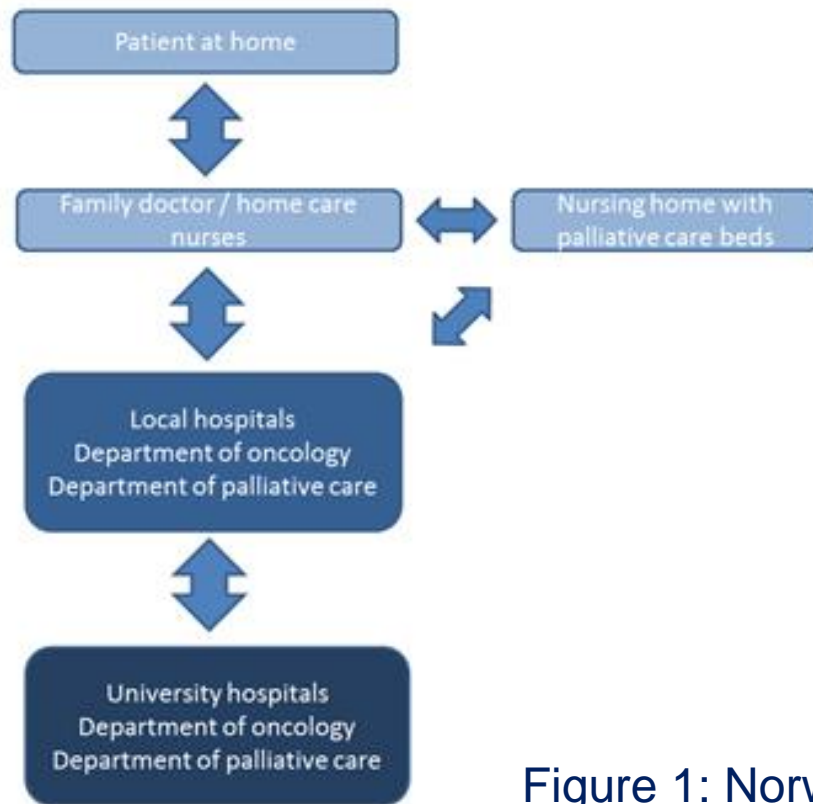 Patient at home
Family doctor / home care
nurses
Nursing home with
palliative care beds
Local hospitals
Department of oncology
Department of palliative care
University hospitals
Department of oncology
Department of palliative care
Figure 1: Norw